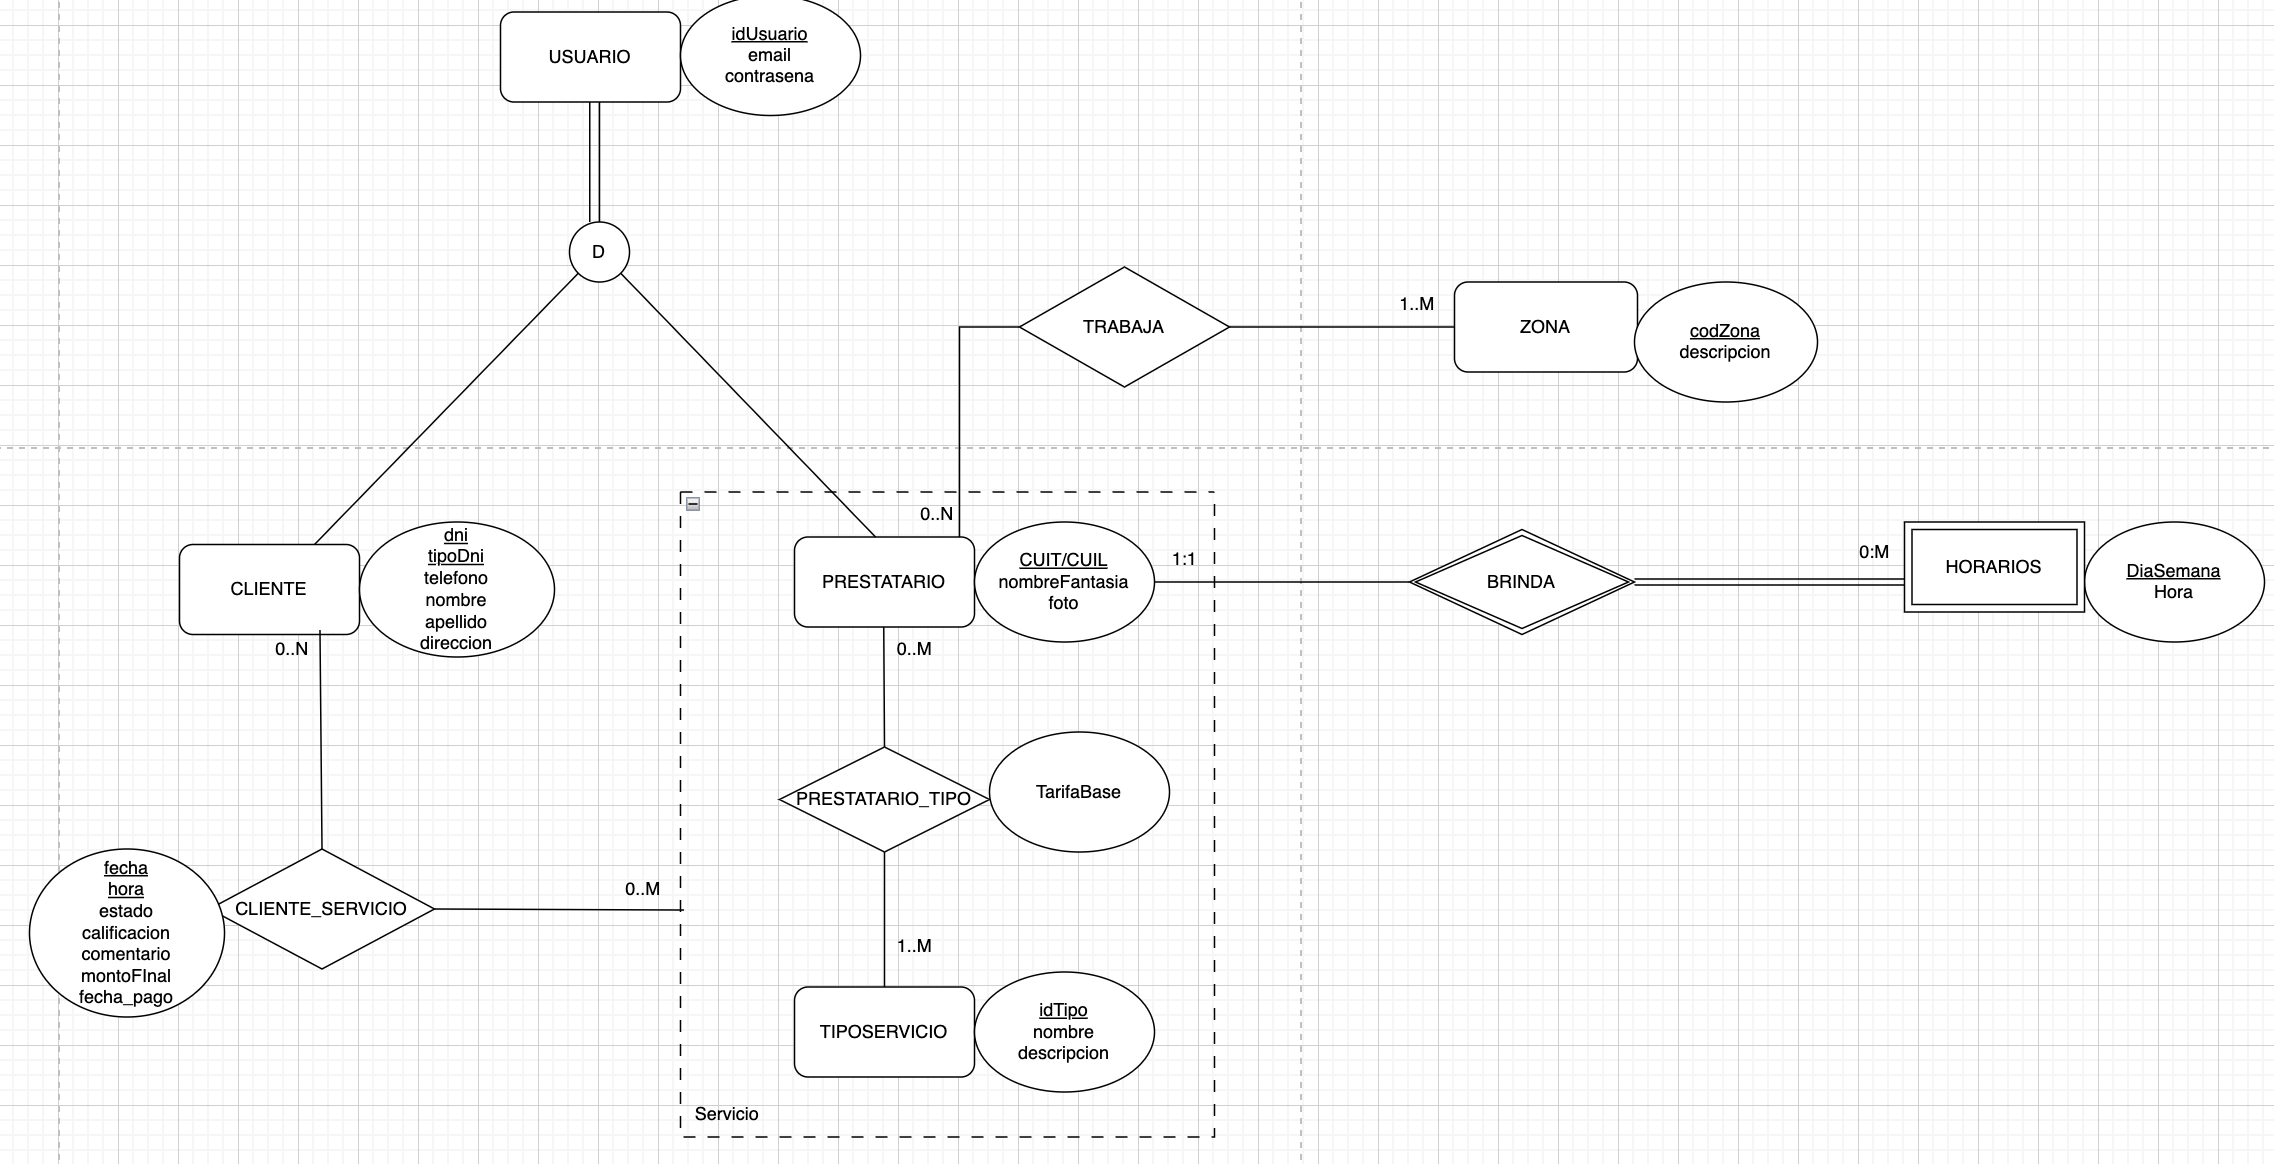 USUARIO
idUsuario
email
contrasena
D
TRABAJA
1..M
ZONA
codZona
descripcion
0..N
CLIENTE
dni
tipoDni
telefono
nombre
apellido
direccion
0..N
PRESTATARIO
CUIT/CUIL
nombreFantasia
foto
1:1
BRINDA
0:M
HORARIOS
DiaSemana
Hora
0..M
PRESTATARIO_TIPO
TarifaBase
fecha
hora
estado
calificacion
comentario
montoFInal
fecha_pago
CLIENTE_SERVICIO
0..M
1..M
TIPOSERVICIO
idTipo
nombre
descripcion
Servicio